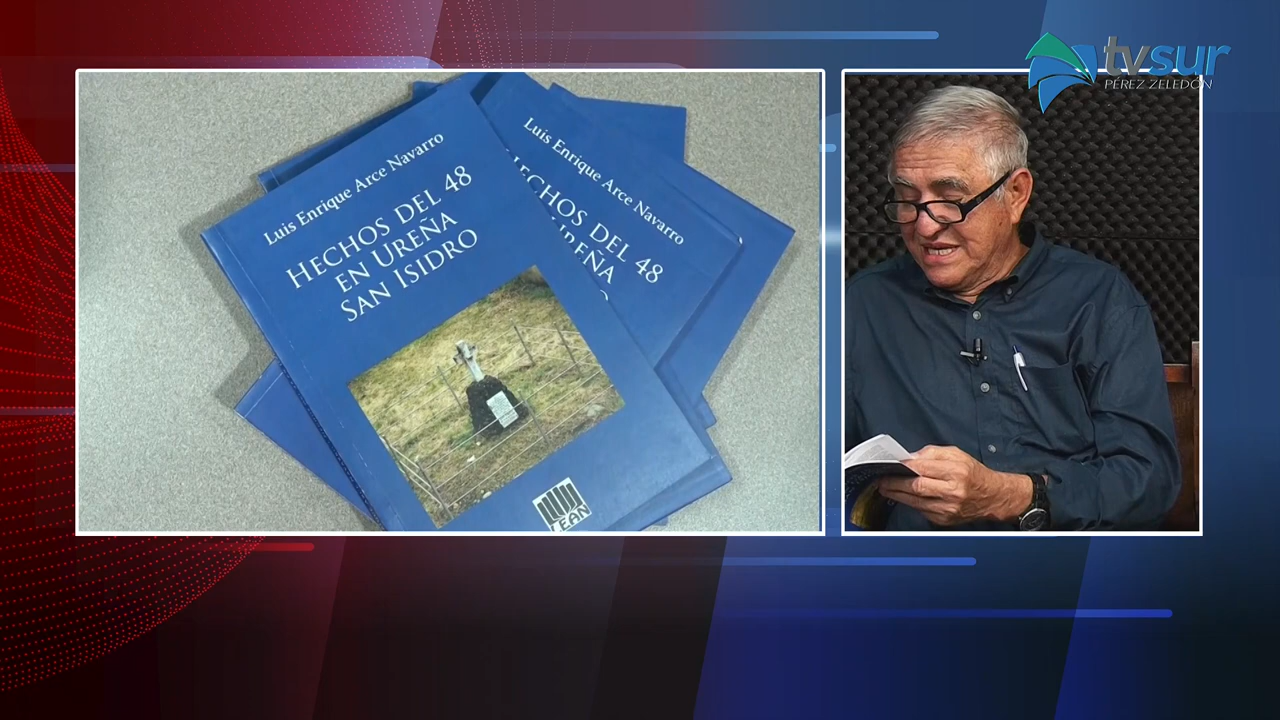 tvsur
PÉREZ ZELEDÓN
Luis Enrique Arce Navarro
HECHOS DEL 48
EN UREÑA
SAN ISIDRO
LEAN
Luis Enrique Arce Navarro
HECHOS DEL 48
UREÑA